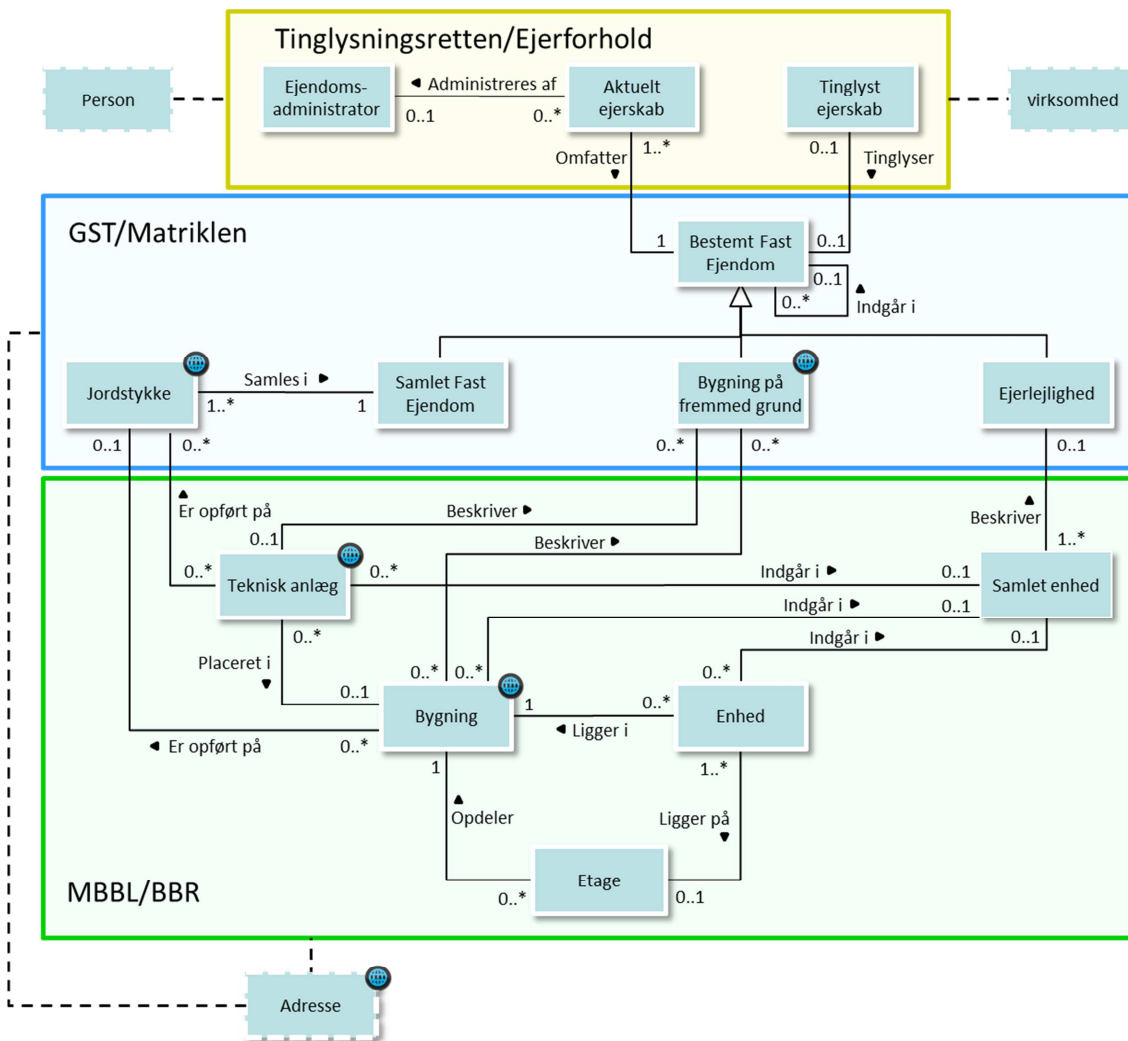 Tinglysningsretten/Ejerforhold
Person
Ejendoms-
administrator
◄ Administreres af
0..1
0..*
Aktuelt
ejerskab
Tinglyst
ejerskab
virksomhed
Omfatter
▼
1..*
0..1
Tinglyser
▼
GST/Matriklen
1
Bestemt Fast
Ejendom
0..1
0..1
0..*
▲
Indgår i
Jordstykke
Samles i ►
1..*
1
Samlet Fast
Ejendom
Bygning på
fremmed grund
Ejerlejlighed
0..1
0..*
0..*
0..*
0..1
▲
Er opført på
Beskriver ►
▲
Beskriver
0..1
Beskriver ►
1..*
0..*
Teknisk anlæg
0..*
Indgår i ►
0..1
Samlet enhed
Indgår i ►
0..1
0..*
Indgår i ►
0..1
Placeret i
▼
0..*
0..*
0..*
0..1
Bygning
1
0..*
Enhed
◄ Ligger i
◄ Er opført på
0..*
1
1..*
▲
Opdeler
Ligger på
▼
MBBL/BBR
0..*
Etage
0..1
Adresse